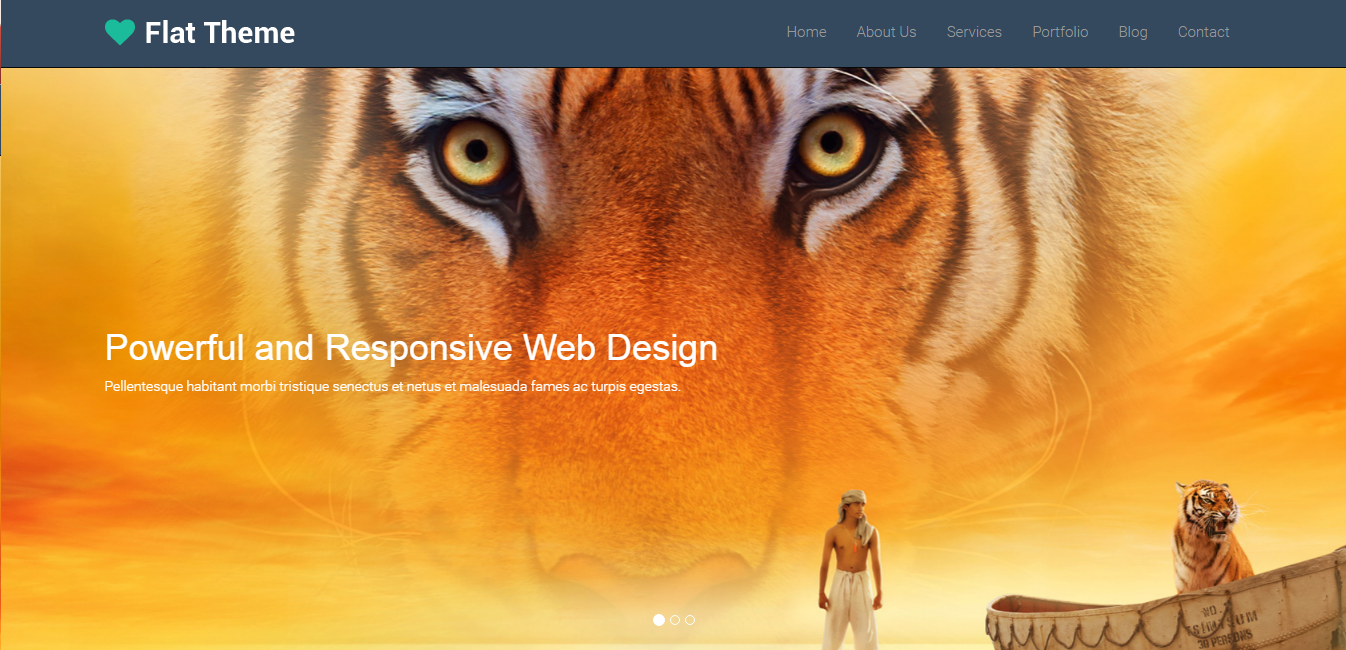 Flat Theme
Home About Us Services Portfolio Blog Contact
Powerful and Responsive Web Design
Pellentesque habitant morbi tristique senectus et netus et malesuada fames ac turpis egestas.
NO
30 PERSONS